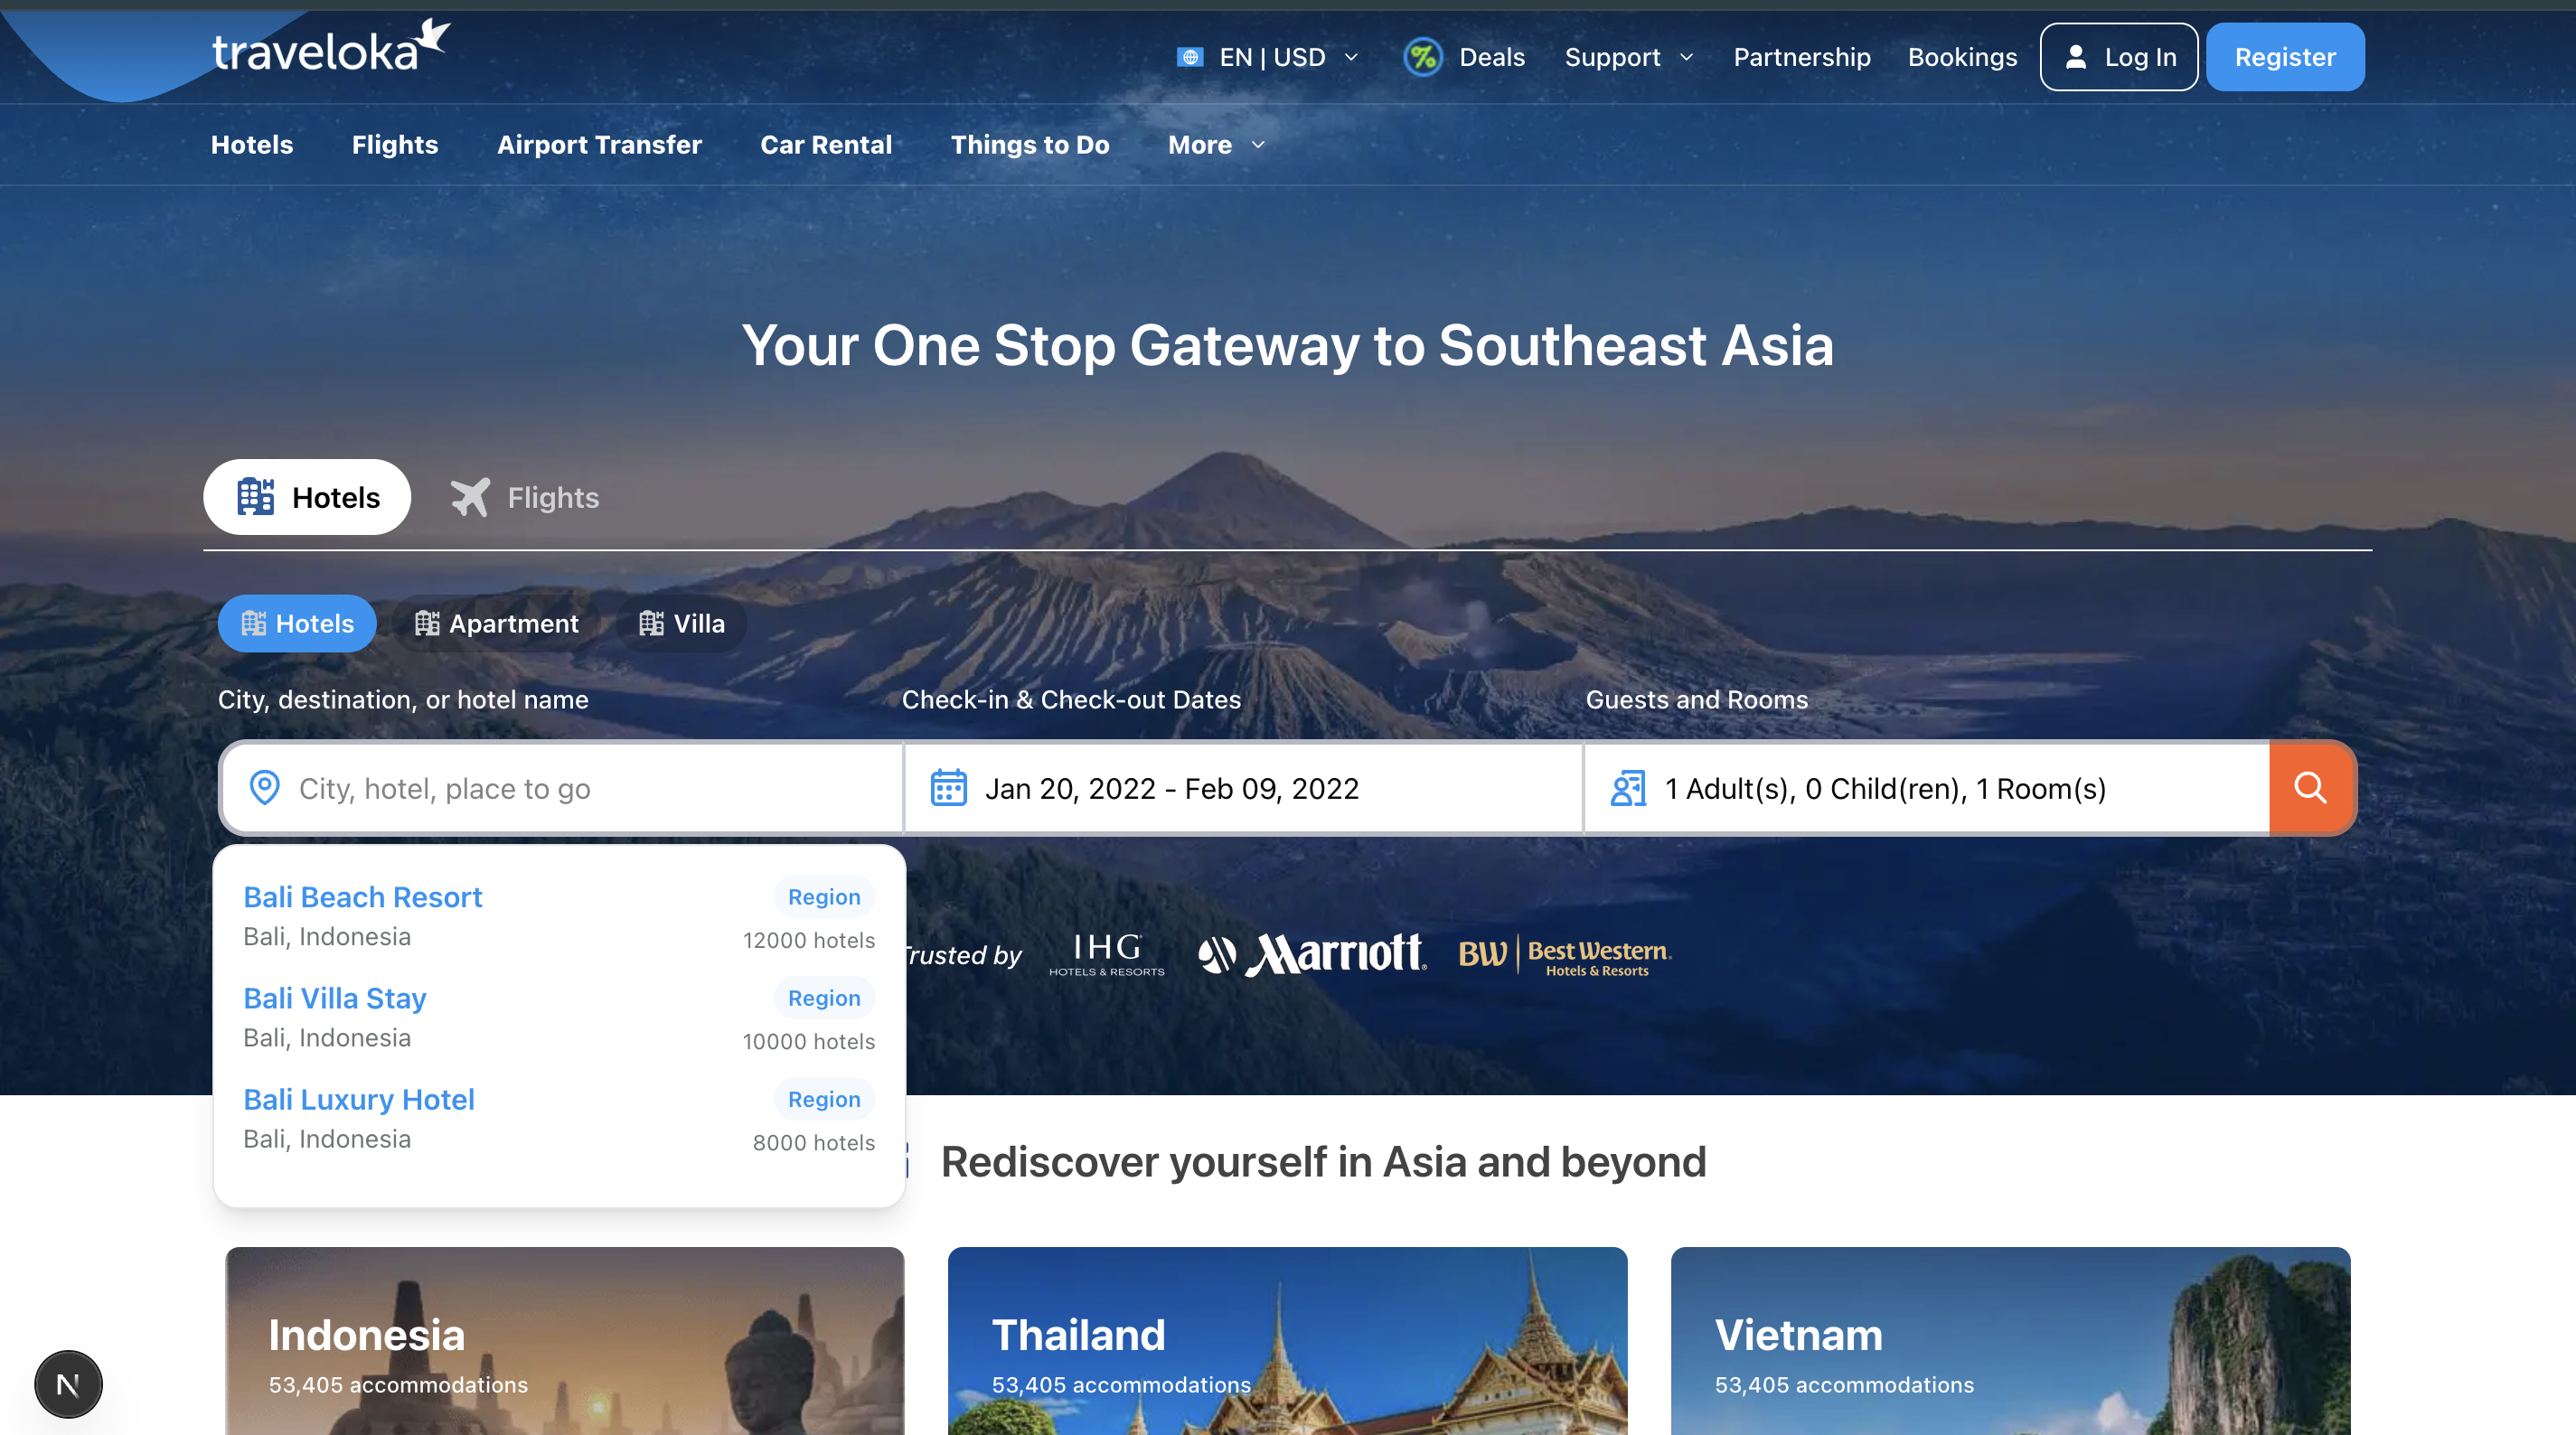 traveloka
EN | USD
% Deals
Support
Partnership
Bookings
Log In
Register
Hotels
Flights
Airport Transfer
Car Rental
Things to Do
More
Your One Stop Gateway to Southeast Asia
Hotels
Flights
Hotels
Apartment
Villa
City, destination, or hotel name
Check-in & Check-out Dates
Guests and Rooms
City, hotel, place to go
Jan 20, 2022 - Feb 09, 2022
1 Adult(s), 0 Child(ren), 1 Room(s)
Bali Beach Resort
Region
Bali, Indonesia
12000 hotels
Bali Villa Stay
Region
Bali, Indonesia
10000 hotels
Bali Luxury Hotel
Region
Bali, Indonesia
8000 hotels
Trusted by
IHG
HOTELS & RESORTS
Marriott
BW | Best Western.
Hotels & Resorts
Rediscover yourself in Asia and beyond
Indonesia
53,405 accommodations
Thailand
53,405 accommodations
Vietnam
53,405 accommodations
N